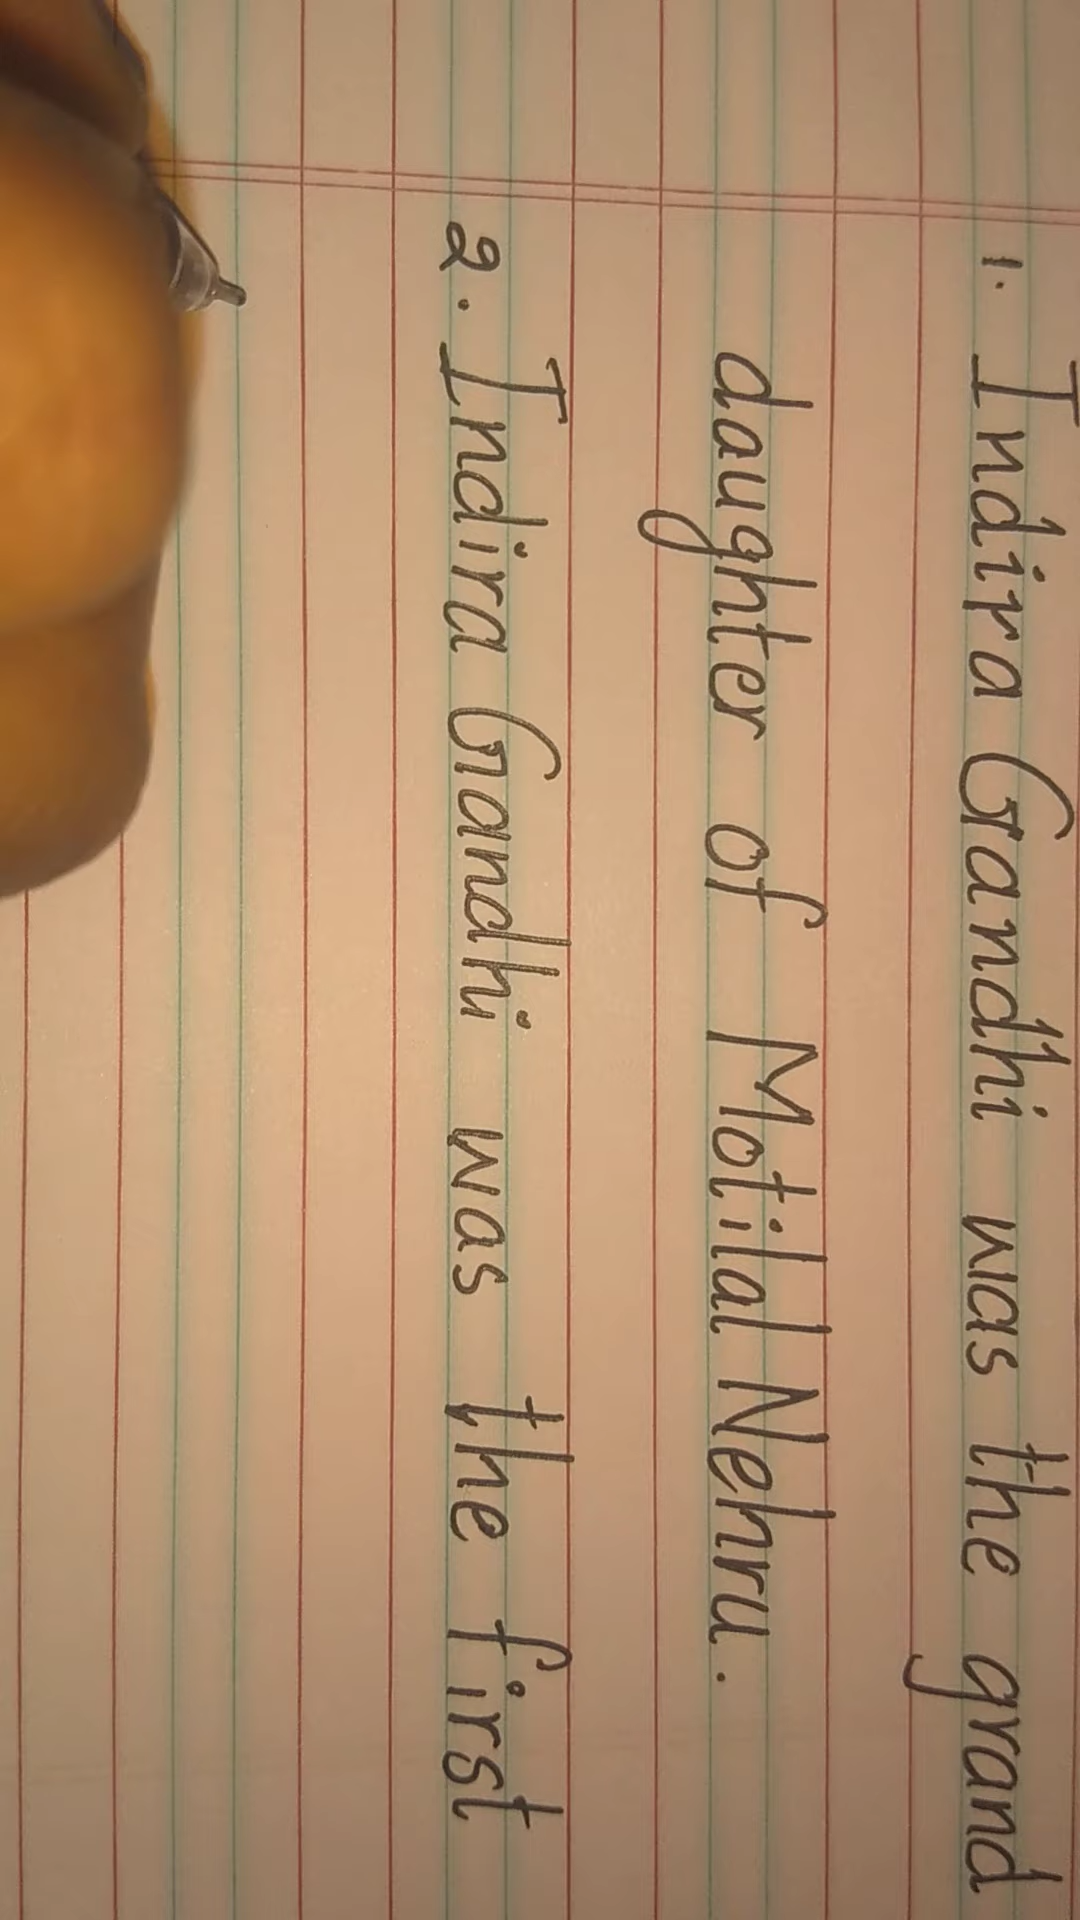 1. Indira Gandhi was the grand
daughter of Motilal Nehru.
2. Indira Gandhi was the first